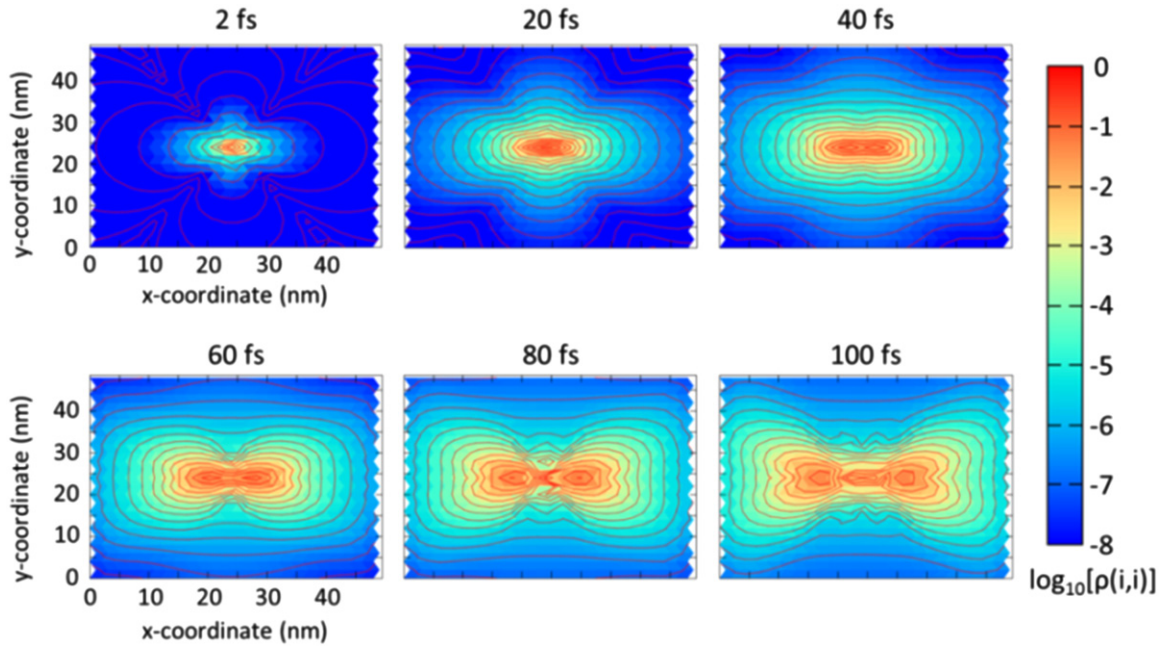 2 fs
20 fs
40 fs
y-coordinate (nm)
40
30
20
10
0
0 10 20 30 40
x-coordinate (nm)
60 fs
80 fs
100 fs
y-coordinate (nm)
40
30
20
10
0
0 10 20 30 40
x-coordinate (nm)
0
-1
-2
-3
-4
-5
-6
-7
-8
log₁₀[ρ(i,i)]